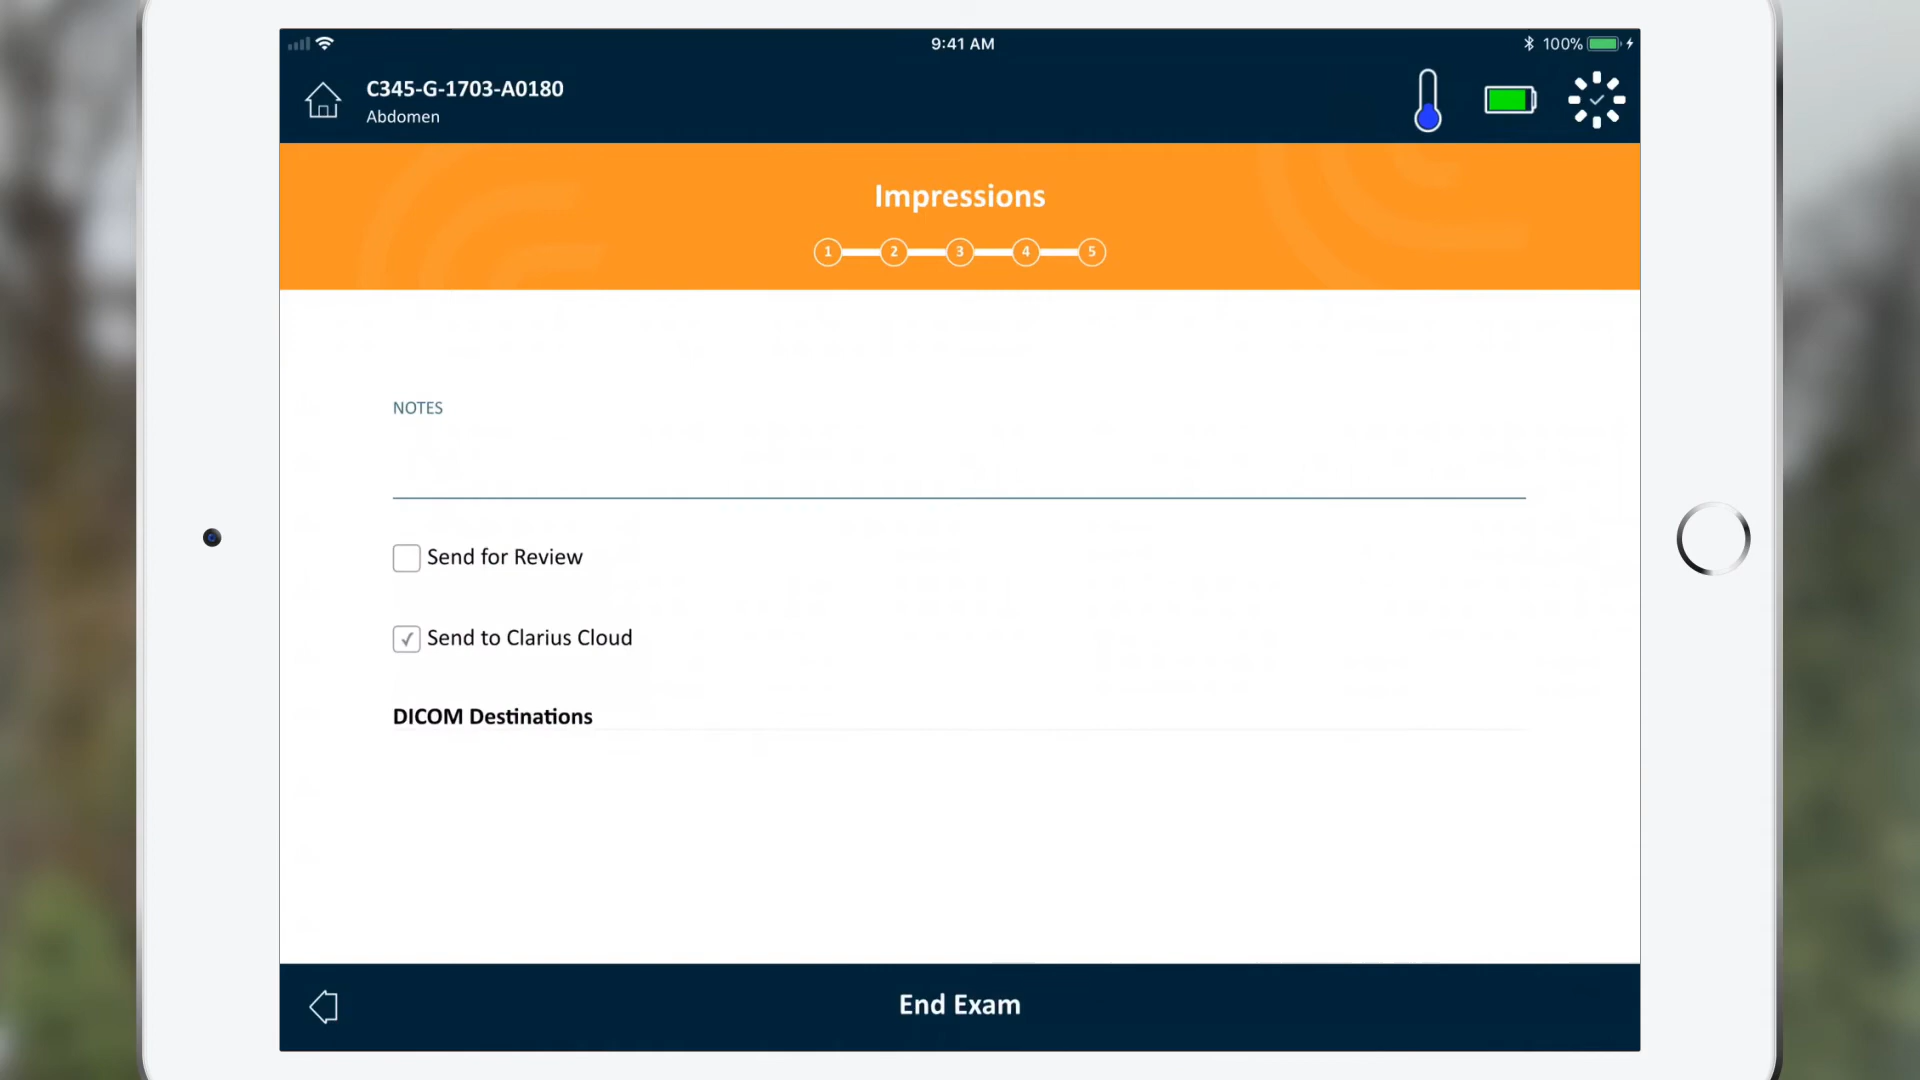 9:41 AM
100%
C345-G-1703-A0180
Abdomen
Impressions
1 2 3 4 5
NOTES
Send for Review
Send to Clarius Cloud
DICOM Destinations
End Exam